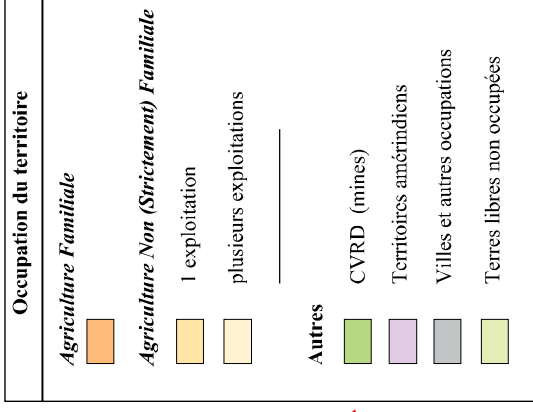 Occupation du territoire
Agriculture Familiale
Agriculture Non (Strictement) Familiale
1 exploitation
plusieurs exploitations
Autres
CVRD (mines)
Territoires amérindiens
Villes et autres occupations
Terres libres non occupées